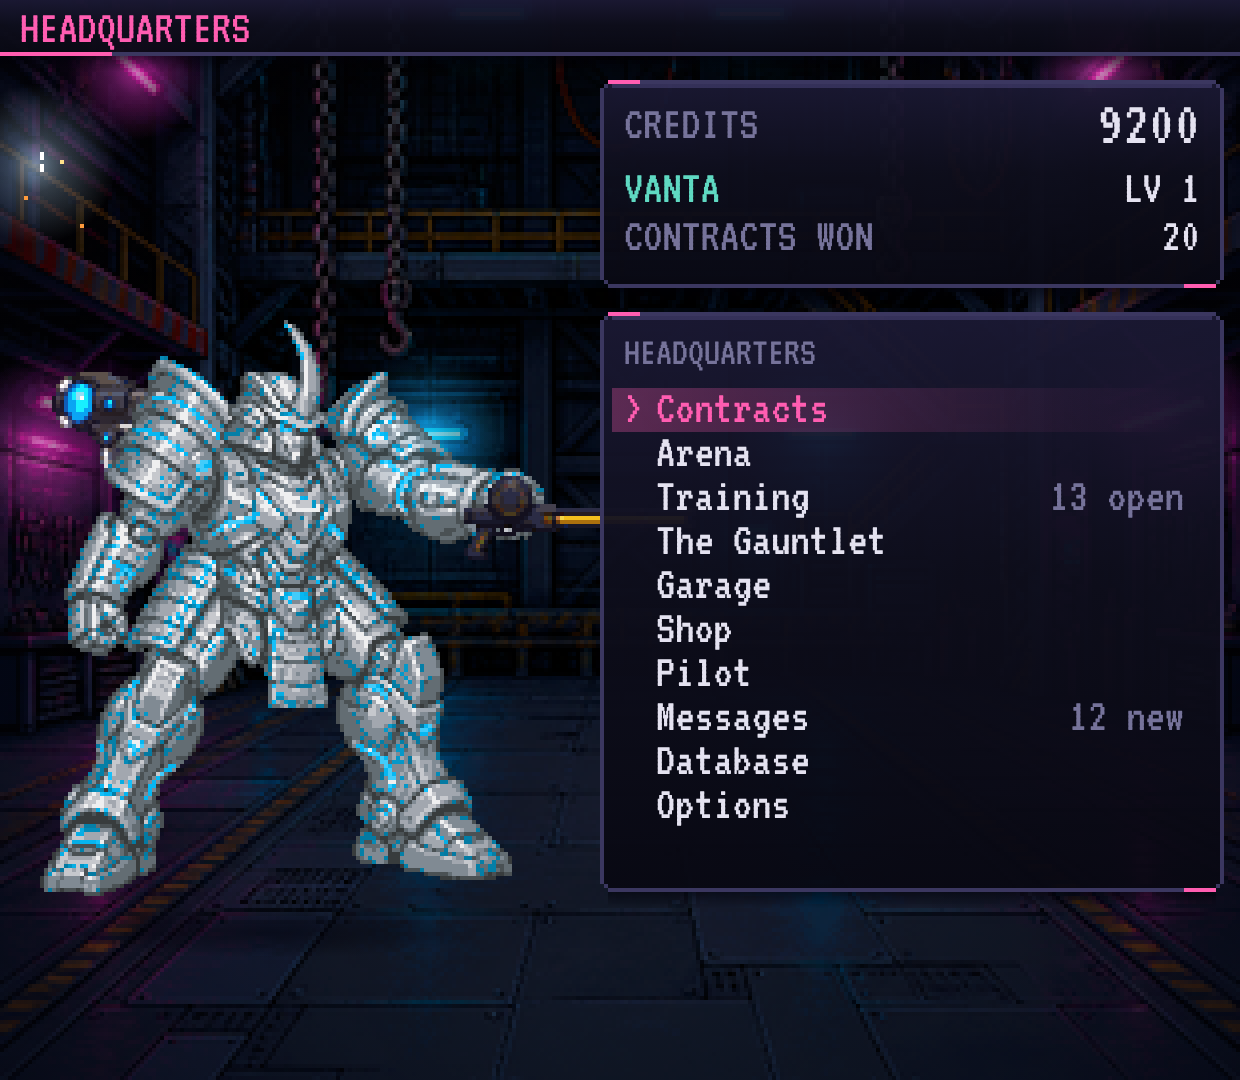 HEADQUARTERS
CREDITS 9200
VANTA LV 1
CONTRACTS WON 20
HEADQUARTERS
> Contracts
Arena
Training 13 open
The Gauntlet
Garage
Shop
Pilot
Messages 12 new
Database
Options